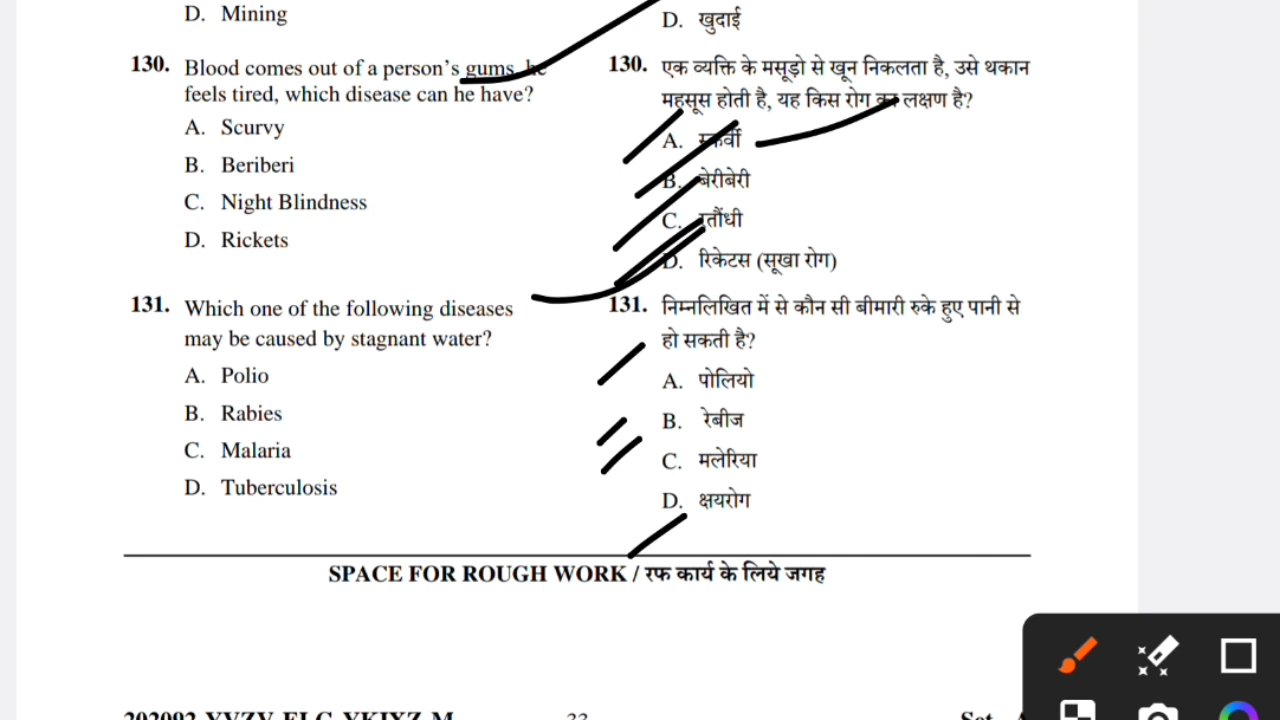 D. Mining
130. Blood comes out of a person's gums, he
feels tired, which disease can he have?
A. Scurvy
B. Beriberi
C. Night Blindness
D. Rickets
131. Which one of the following diseases
may be caused by stagnant water?
A. Polio
B. Rabies
C. Malaria
D. Tuberculosis
D. खुदाई
130. एक व्यक्ति के मसूड़ो से खून निकलता है, उसे थकान
महसूस होती है, यह किस रोग का लक्षण है?
A. स्कर्वी
B. बेरीबेरी
C. रतौंधी
D. रिकेटस (सूखा रोग)
131. निम्नलिखित में से कौन सी बीमारी रुके हुए पानी से
हो सकती है?
A. पोलियो
B. रेबीज
C. मलेरिया
D. क्षयरोग
SPACE FOR ROUGH WORK / रफ कार्य के लिये जगह